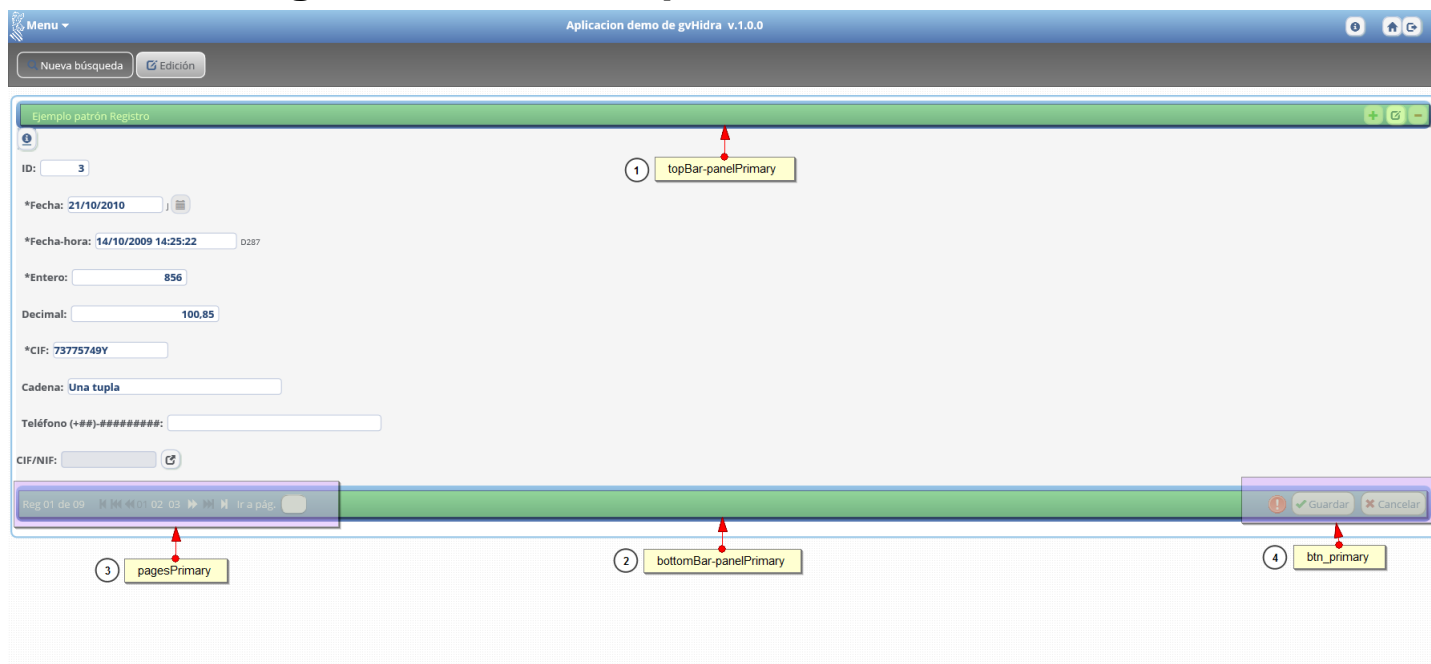 Menu
Aplicacion demo de gvHidra v.1.0.0
Nueva búsqueda
Edición
Ejemplo patrón Registro
ID: 3
1 topBar-panelPrimary
*Fecha: 21/10/2010 J
*Fecha-hora: 14/10/2009 14:25:22 D287
*Entero: 856
Decimal: 100,85
*CIF: 73775749Y
Cadena: Una tupla
Teléfono (+##)-#########:
CIF/NIF:
Reg 01 de 09 01 02 03 Ir a pág.
Guardar Cancelar
3 pagesPrimary
2 bottomBar-panelPrimary
4 btn_primary